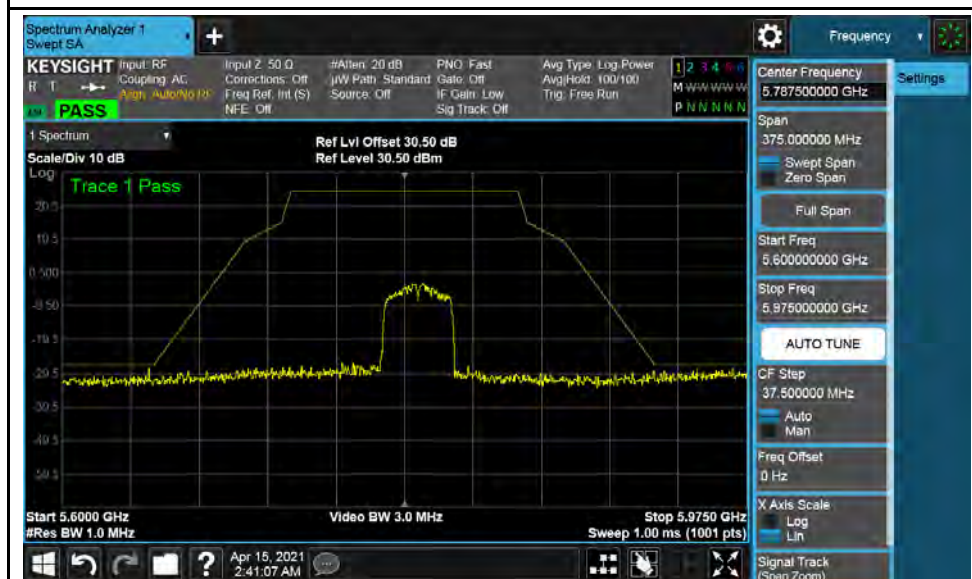 Spectrum Analyzer 1
Swept SA
+
Frequency
KEYSIGHT
R T
PASS
Input: RF
Coupling: AC
Align: Auto/No RF
Input Z: 50 Ω
Corrections: Off
Freq Ref: Int (S)
NFE: Off
#Atten: 20 dB
µW Path: Standard
Source: Off
PNO: Fast
Gate: Off
IF Gain: Low
Sig Track: Off
Avg Type: Log-Power
Avg|Hold: 100/100
Trig: Free Run
1 2 3 4 5 6
M W W W W W
P N N N N N
1 Spectrum
Scale/Div 10 dB
Log
Ref Lvl Offset 30.50 dB
Ref Level 30.50 dBm
Trace 1 Pass
20.5
10.5
0.500
-9.50
-19.5
-29.5
-39.5
-49.5
-59.5
Start 5.6000 GHz
#Res BW 1.0 MHz
Video BW 3.0 MHz
Stop 5.9750 GHz
Sweep 1.00 ms (1001 pts)
Center Frequency
5.787500000 GHz
Settings
Span
375.000000 MHz
Swept Span
Zero Span
Full Span
Start Freq
5.600000000 GHz
Stop Freq
5.975000000 GHz
AUTO TUNE
CF Step
37.500000 MHz
Auto
Man
Freq Offset
0 Hz
X Axis Scale
Log
Lin
Signal Track
(Span Zoom)
?
Apr 15, 2021
2:41:07 AM